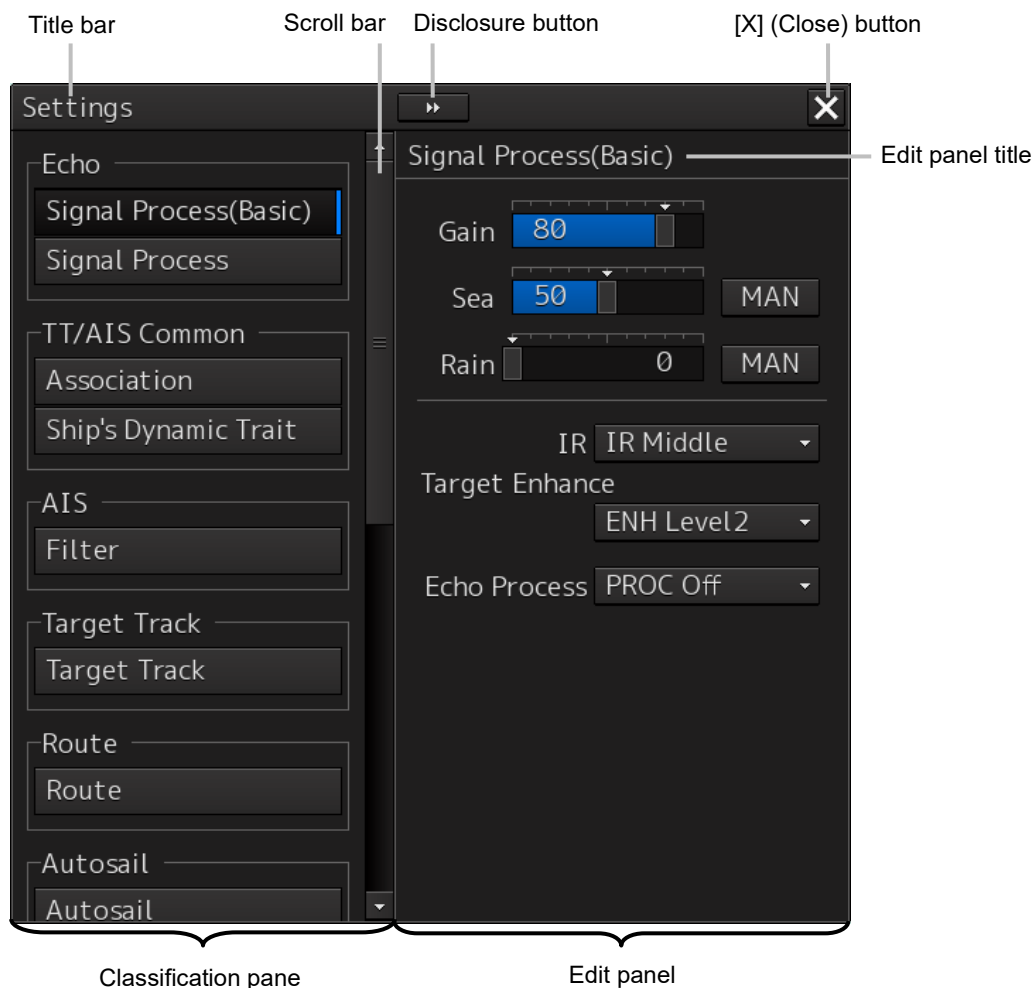 Title bar
Scroll bar
Disclosure button
[X] (Close) button
Settings
Echo
Signal Process(Basic)
Signal Process
TT/AIS Common
Association
Ship's Dynamic Trait
AIS
Filter
Target Track
Target Track
Route
Route
Autosail
Autosail
Signal Process(Basic)
Edit panel title
Gain 80
Sea 50 MAN
Rain 0 MAN
IR IR Middle
Target Enhance
ENH Level2
Echo Process PROC Off
Classification pane
Edit panel